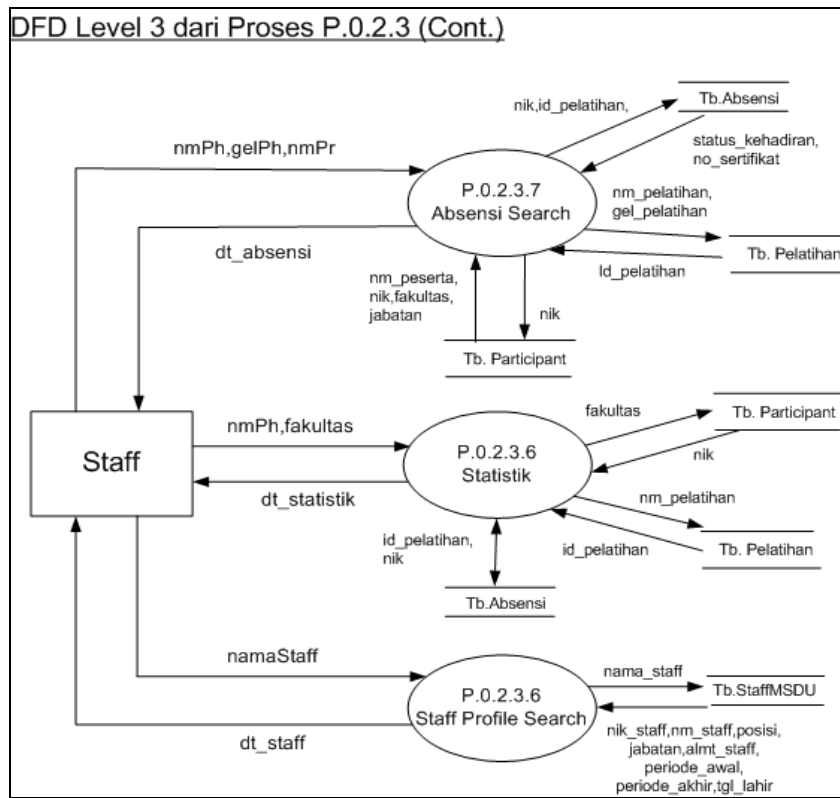 DFD Level 3 dari Proses P.0.2.3 (Cont.)
nik,id_pelatihan,
Tb.Absensi
status_kehadiran,
no_sertifikat
nmPh,gelPh,nmPr
P.0.2.3.7
Absensi Search
nm_pelatihan,
gel_pelatihan
Tb. Pelatihan
Id_pelatihan
dt_absensi
nm_peserta,
nik,fakultas,
jabatan
nik
Tb. Participant
Staff
nmPh,fakultas
dt_statistik
P.0.2.3.6
Statistik
fakultas
Tb. Participant
nik
nm_pelatihan
id_pelatihan
Tb. Pelatihan
id_pelatihan,
nik
Tb.Absensi
namaStaff
dt_staff
P.0.2.3.6
Staff Profile Search
nama_staff
Tb.StaffMSDU
nik_staff,nm_staff,posisi,
jabatan,almt_staff,
periode_awal,
periode_akhir,tgl_lahir